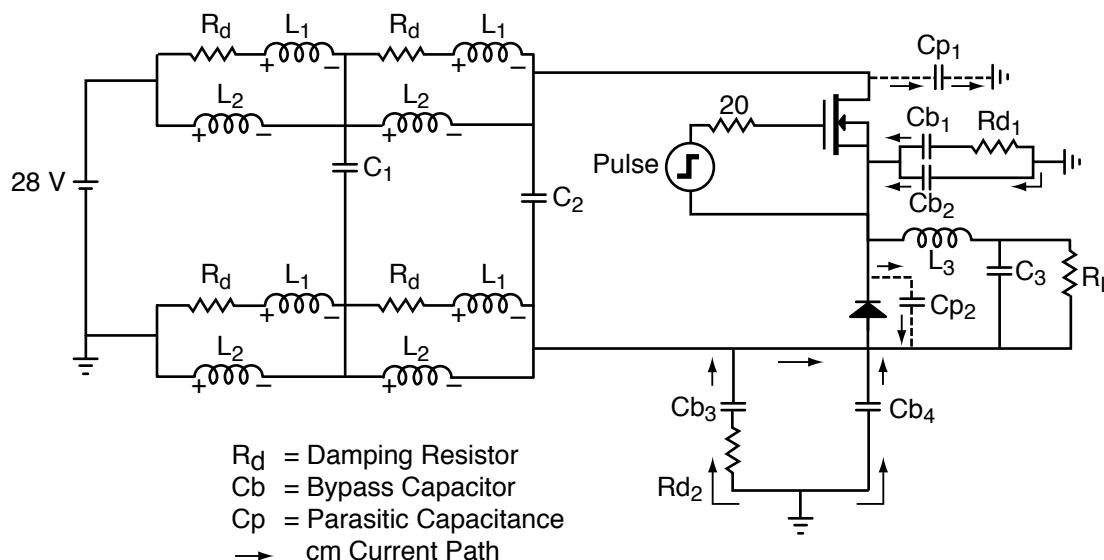 Rd L1 Rd L1
L2 L2
28 V
C1
C2
Pulse
20
Cp1
Cb1 Rd1
Cb2
L3
C3
Cp2
Rd L1 Rd L1
L2 L2
Cb3
Cb4
Rd2
Rd = Damping Resistor
Cb = Bypass Capacitor
Cp = Parasitic Capacitance
cm Current Path